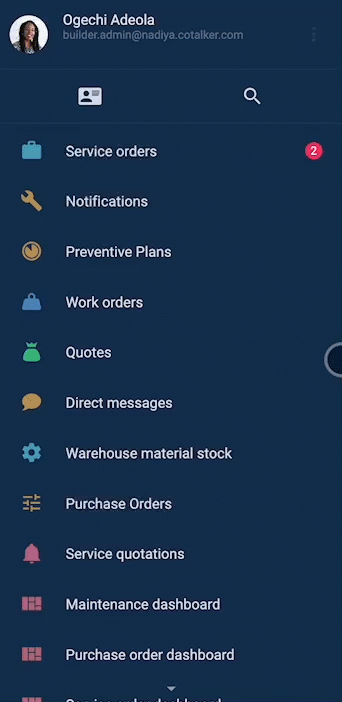 Ogechi Adeola
builder.admin@nadiya.cotalker.com
Service orders
2
Notifications
Preventive Plans
Work orders
Quotes
Direct messages
Warehouse material stock
Purchase Orders
Service quotations
Maintenance dashboard
Purchase order dashboard